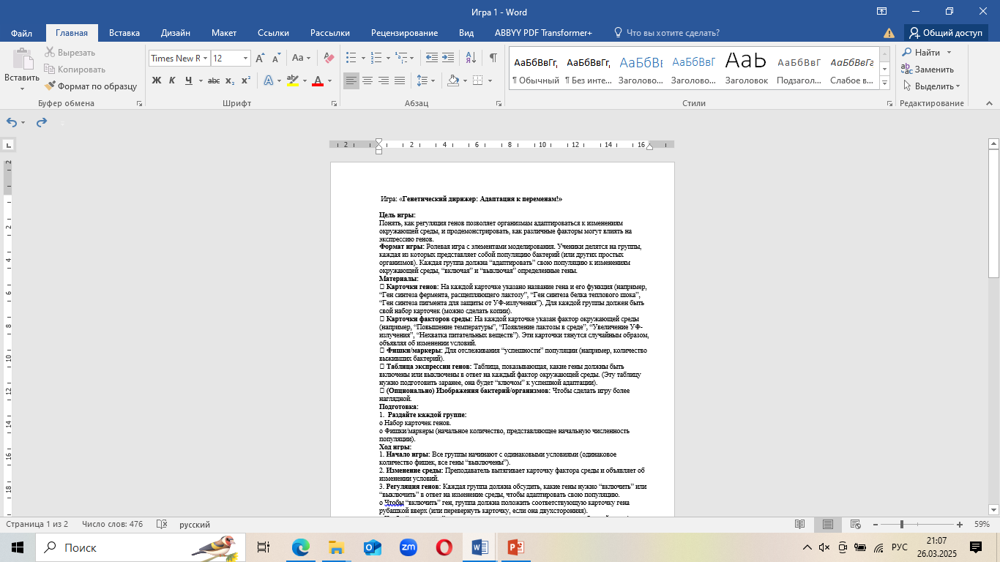 Игра 1 - Word
Файл Главная Вставка Дизайн Макет Ссылки Рассылки Рецензирование Вид ABBYY PDF Transformer+ Что вы хотите сделать? Общий доступ
Вставить
Вырезать
Копировать
Формат по образцу
Буфер обмена
Times New R 12
Шрифт
Абзац
АаБбВвГг, АаБбВвГг, АаБбВı АаБбВвГ АаЬ АаБбВвГ АаБбВвГг
¶ Обычный ¶ Без инте... Заголово... Заголово... Заголовок Подзагол... Слабое в...
Стили
Найти
Заменить
Выделить
Редактирование
2 2 4 6 8 10 12 14 16
Игра: «Генетический дирижер: Адаптация к переменам!»
Цель игры:
Понять, как регуляция генов позволяет организмам адаптироваться к изменениям
окружающей среды, и продемонстрировать, как различные факторы могут влиять на
экспрессию генов.
Формат игры: Ролевая игра с элементами моделирования. Ученики делятся на группы,
каждая из которых представляет собой популяцию бактерий (или других простых
организмов). Каждая группа должна “адаптировать” свою популяцию к изменениям
окружающей среды, “включая” и “выключая” определенные гены.
Материалы:
Карточки генов: На каждой карточке указано название гена и его функция (например,
“Ген синтеза фермента, расщепляющего лактозу”, “Ген синтеза белка теплового шока”,
“Ген синтеза пигмента для защиты от УФ-излучения”). Для каждой группы должен быть
свой набор карточек (можно сделать копии).
Карточки факторов среды: На каждой карточке указан фактор окружающей среды
(например, “Повышение температуры”, “Появление лактозы в среде”, “Увеличение УФ-
излучения”, “Нехватка питательных веществ”). Эти карточки тянутся случайным образом,
объявляя об изменении условий.
Фишки/маркеры: Для отслеживания “успешности” популяции (например, количество
выживших бактерий).
Таблица экспрессии генов: Таблица, показывающая, какие гены должны быть
включены или выключены в ответ на каждый фактор окружающей среды. (Эту таблицу
нужно подготовить заранее, она будет “ключом” к успешной адаптации).
(Опционально) Изображения бактерий/организмов: Чтобы сделать игру более
наглядной.
Подготовка:
1. Раздайте каждой группе:
o Набор карточек генов.
o Фишки/маркеры (начальное количество, представляющее начальную численность
популяции).
Ход игры:
1. Начало игры: Все группы начинают с одинаковыми условиями (одинаковое
количество фишек, все гены “выключены”).
2. Изменение среды: Преподаватель вытягивает карточку фактора среды и объявляет об
изменении условий.
3. Регуляция генов: Каждая группа должна обсудить, какие гены нужно “включить” или
“выключить” в ответ на изменение среды, чтобы адаптировать свою популяцию.
o Чтобы “включить” ген, группа должна положить соответствующую карточку гена
рубашкой вверх (или перевернуть карточку, если она двухсторонняя).
Страница 1 из 2 Число слов: 476 русский 59%
Поиск
РУС
21:07
26.03.2025